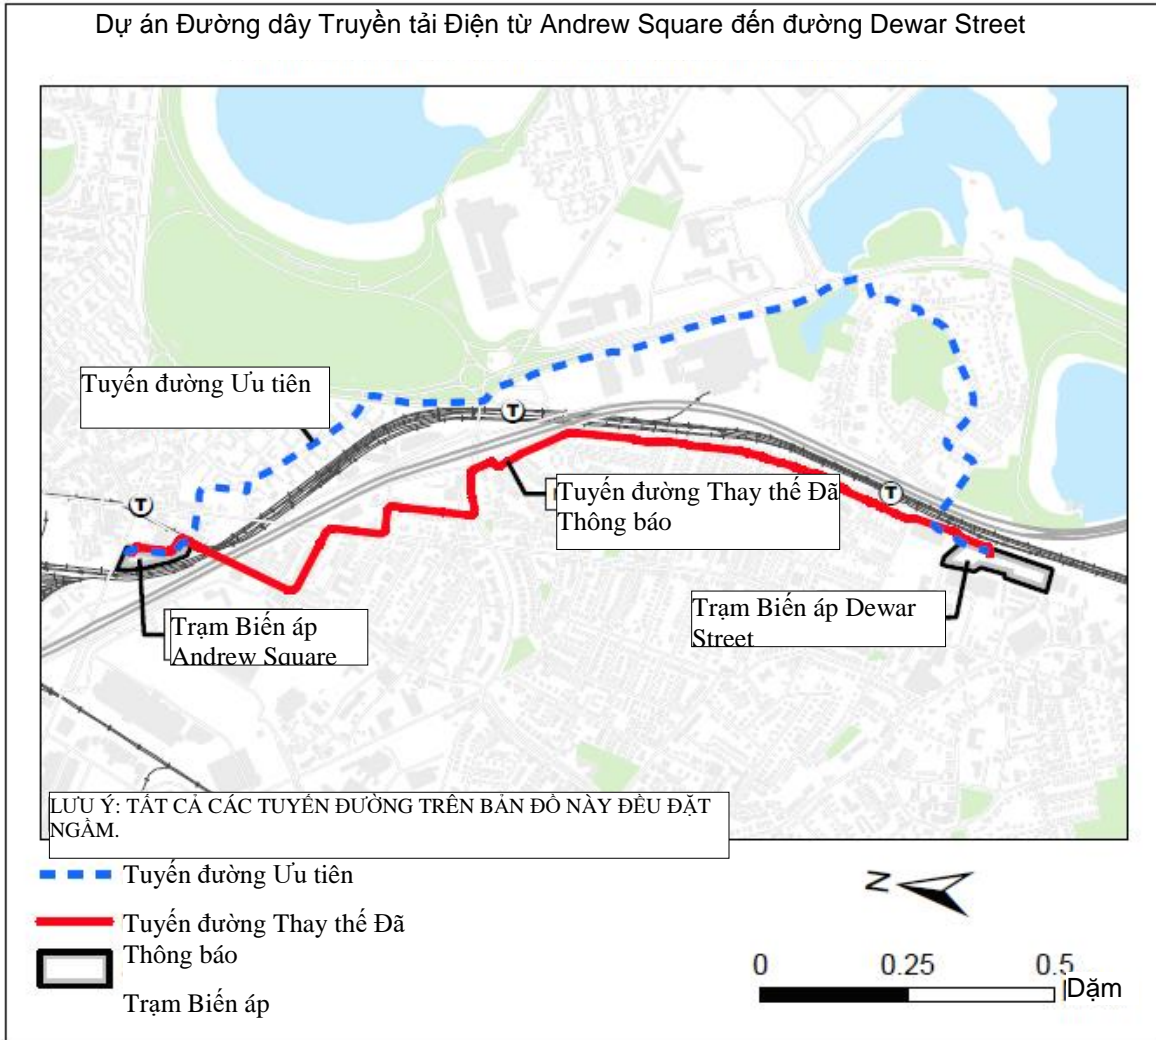 Dự án Đường dây Truyền tải Điện từ Andrew Square đến đường Dewar Street
Tuyến đường Ưu tiên
T
T
Tuyến đường Thay thế Đã
Thông báo
T
Trạm Biến áp
Andrew Square
Trạm Biến áp Dewar
Street
LƯU Ý: TẤT CẢ CÁC TUYẾN ĐƯỜNG TRÊN BẢN ĐỒ NÀY ĐỀU ĐẶT
NGẦM.
Tuyến đường Ưu tiên
Tuyến đường Thay thế Đã
Thông báo
Trạm Biến áp
N
0 0.25 0.5
Dặm